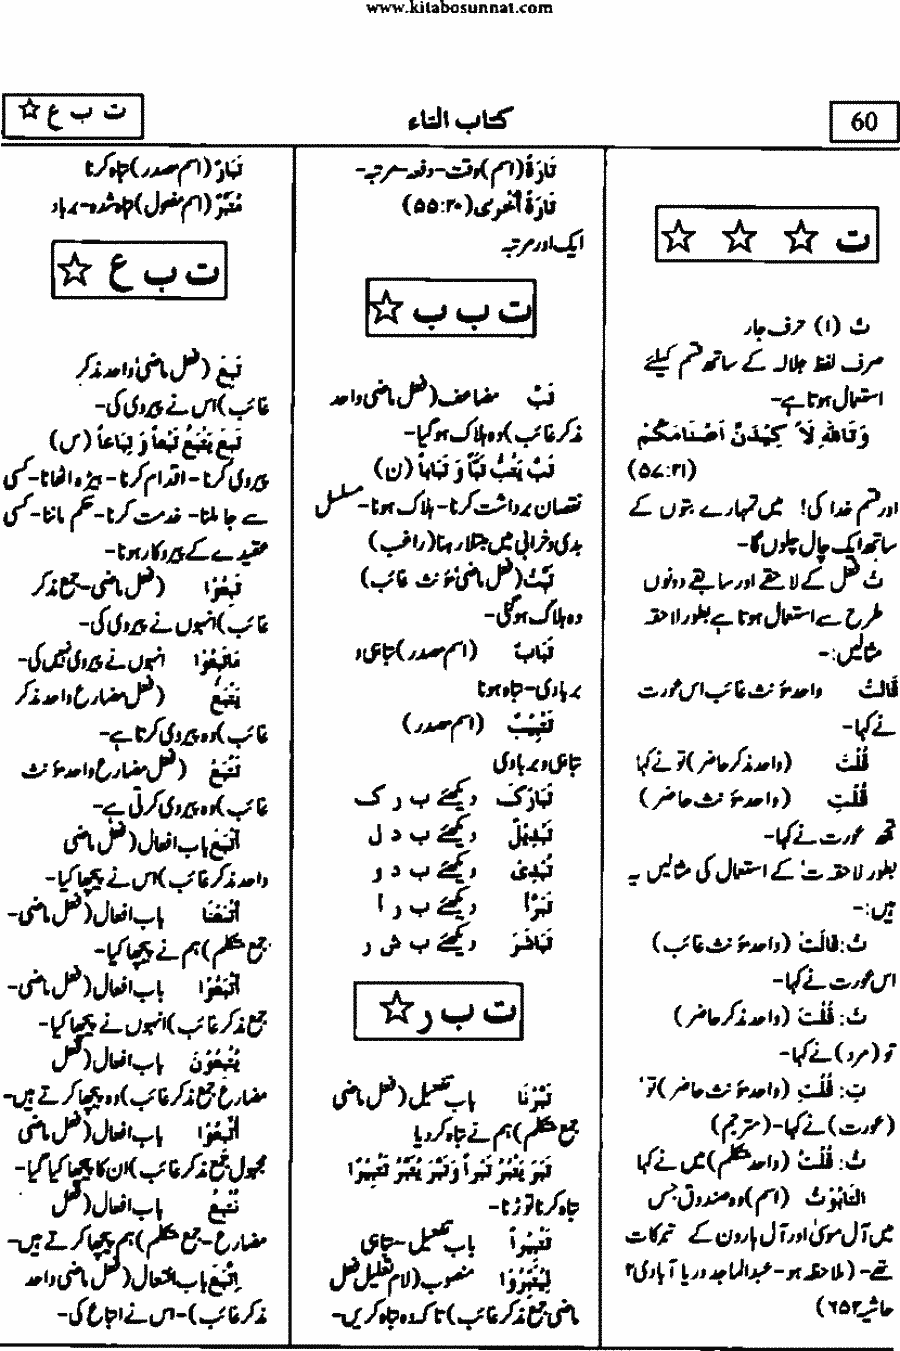 www.kitabosunnat.com
60
کتاب التاء
ت ب ع ☆
ت ☆ ☆ ☆
تَ (۱) حرف جار
صرف لفظ جلالہ کے ساتھ قسم کیلئے
استعمال ہوتا ہے-
وَتَاللّٰهِ لَاَ كِيْدَنَّ اَصْنَامَكُمْ
(۵۷:۲۱)
اور قسم خدا کی! میں تمہارے بتوں کے
ساتھ ایک چال چلوں گا-
تَ فعل کے لاحقے اور سابقے دونوں
طرح سے استعمال ہوتا ہے بطور لاحقہ
مثالیں:-
قَالَتْ واحد مؤنث غائب اس عورت
نے کہا-
قُلْتَ (واحد مذکر حاضر) تو نے کہا
قُلْتِ (واحد مؤنث حاضر)
تجھ عورت نے کہا-
بطور لاحقہ تْ کے استعمال کی مثالیں یہ
ہیں:-
تْ: قَالَتْ (واحد مؤنث غائب)
اس عورت نے کہا-
تَ: قُلْتَ (واحد مذکر حاضر)
تو (مرد) نے کہا-
تِ: قُلْتِ (واحد مؤنث حاضر) تو
(عورت) نے کہا-(مترجم)
تُ: قُلْتُ (واحد متکلم) میں نے کہا
التَّابُوْتُ (اسم) وہ صندوق جس
میں آل موسیٰ اور آل ہارون کے تبرکات
تھے- (ملاحظہ ہو- عبدالماجد دریا آبادی ۲
حاشیہ ۶۵۲)
تَارَةً (اسم) وقت- دفعہ- مرتبہ-
تَارَةً اُخْرٰى (۵۵:۲۰)
ایک اور مرتبہ
ت ب ب ☆
تَبَّ مضاعف (فعل ماضی واحد
مذکر غائب) وہ ہلاک ہو گیا-
تَبَّ يَتُبُّ تَبًّا وَ تَبَاباً (ن)
نقصان برداشت کرنا- ہلاک ہونا- مسلسل
بدی و خرابی میں مبتلا رہنا (راغب)
تَبَّتْ (فعل ماضی مؤنث غائب)
وہ ہلاک ہو گئی-
تَبَابٌ (اسم مصدر) تباہی و
بربادی- تباہ ہونا
تَتْبِيْبٌ (اسم مصدر)
تباہی و بربادی
تَبَارَكَ دیکھئے ب ر ک
تَبْدِيْلٌ دیکھئے ب د ل
تُبْدِىْ دیکھئے ب د و
تَبَرَّاَ دیکھئے ب ر ا
تَبَاشَرَ دیکھئے ب ش ر
ت ب ر ☆
تَبَّرْنَا باب تفعیل (فعل ماضی
جمع متکلم) ہم نے تباہ کر دیا
تَبَرَ يَتْبُرُ تَبْراً وَتَبَّرَ يُتَبِّرُ تَتْبِيْرًا
تباہ کرنا توڑنا-
تَتْبِيْراً باب تفعیل- تباہی
لِيُتَبِّرُوْا منصوب (لام تعلیل فعل
ماضی جمع مذکر غائب) تاکہ وہ تباہ کریں-
تَبَارٌ (اسم مصدر) تباہ کرنا
مُتَبَّرٌ (اسم مفعول) تباہ شدہ- برباد
ت ب ع ☆
تَبِعَ (فعل ماضی واحد مذکر
غائب) اس نے پیروی کی-
تَبِعَ يَتْبَعُ تَبْعاً وَ تِبَاعاً (س)
پیروی کرنا- اقدام کرنا- بیڑہ اٹھانا- کسی
سے جا ملنا- خدمت کرنا- حکم ماننا- کسی
عقیدے کے پیروکار ہونا-
تَبِعُوْا (فعل ماضی- جمع مذکر
غائب) انہوں نے پیروی کی-
مَاتَبِعُوْا انہوں نے پیروی نہیں کی-
يَتْبَعُ (فعل مضارع واحد مذکر
غائب) وہ پیروی کرتا ہے-
تَتْبَعُ (فعل مضارع واحد مؤنث
غائب) وہ پیروی کرتی ہے-
اَتْبَعَ باب افعال (فعل ماضی
واحد مذکر غائب) اس نے پیچھا کیا-
اَتْبَعْنَا باب افعال (فعل ماضی-
جمع متکلم) ہم نے پیچھا کیا-
اَتْبَعُوْا باب افعال (فعل ماضی-
جمع مذکر غائب) انہوں نے پیچھا کیا-
يُتْبِعُوْنَ باب افعال (فعل
مضارع جمع مذکر غائب) وہ پیچھا کرتے ہیں-
اُتْبِعُوْا باب افعال (فعل ماضی
مجہول جمع مذکر غائب) ان کا پیچھا کیا گیا-
نُتْبِعُ باب افعال (فعل
مضارع- جمع متکلم) ہم پیچھا کرتے ہیں-
اِتَّبَعَ باب افتعال (فعل ماضی واحد
مذکر غائب)- اس نے اتباع کی-